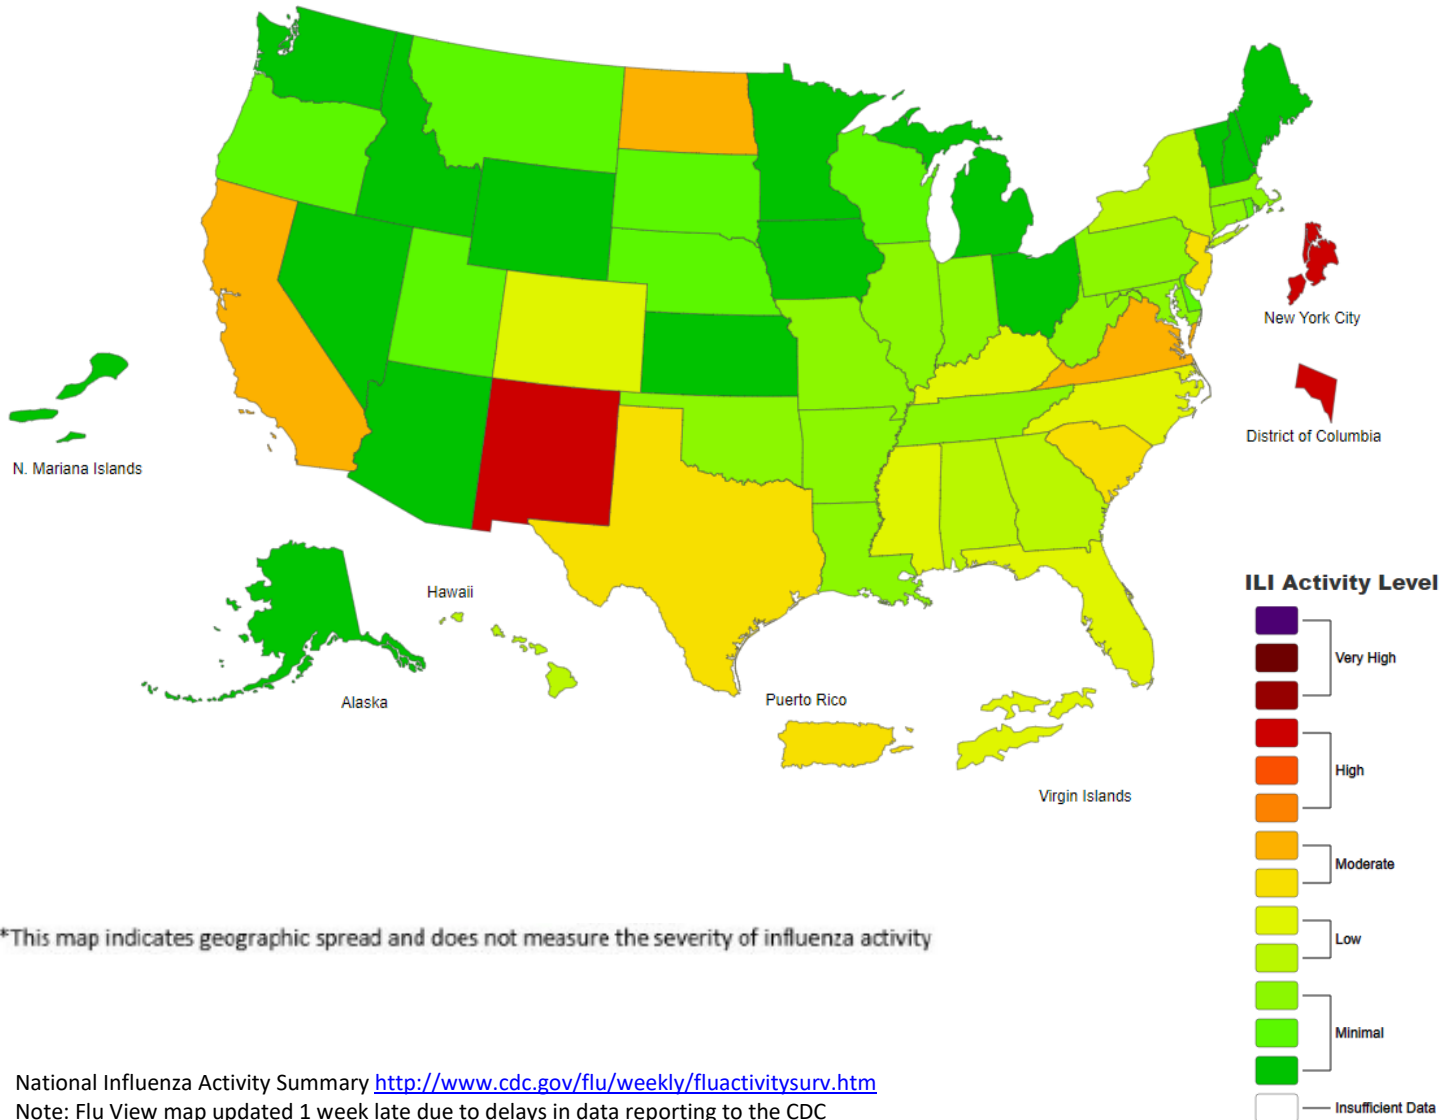 New York City
District of Columbia
N. Mariana Islands
Hawaii
Alaska
Puerto Rico
Virgin Islands
ILI Activity Level
Very High
High
Moderate
Low
Minimal
Insufficient Data
*This map indicates geographic spread and does not measure the severity of influenza activity
National Influenza Activity Summary http://www.cdc.gov/flu/weekly/fluactivitysurv.htm
Note: Flu View map updated 1 week late due to delays in data reporting to the CDC